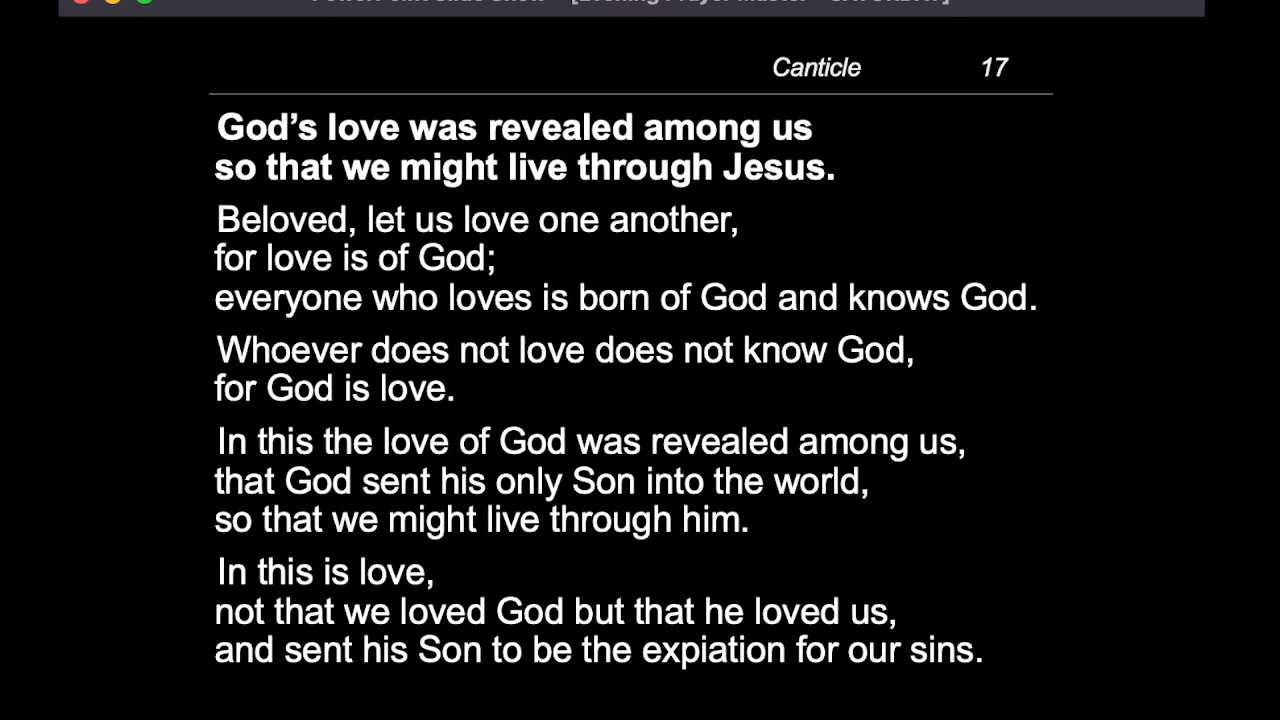 Canticle 17
God’s love was revealed among us
so that we might live through Jesus.
Beloved, let us love one another,
for love is of God;
everyone who loves is born of God and knows God.
Whoever does not love does not know God,
for God is love.
In this the love of God was revealed among us,
that God sent his only Son into the world,
so that we might live through him.
In this is love,
not that we loved God but that he loved us,
and sent his Son to be the expiation for our sins.